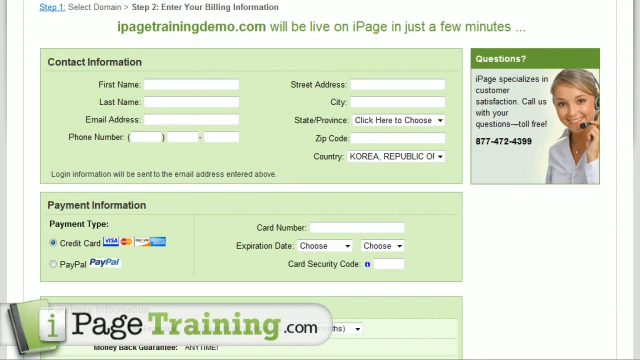 Step 1: Select Domain > Step 2: Enter Your Billing Information
ipagetrainingdemo.com will be live on iPage in just a few minutes ...
Contact Information
First Name:
Last Name:
Email Address:
Phone Number: ( ) -
Street Address:
City:
State/Province: Click Here to Choose
Zip Code:
Country: KOREA, REPUBLIC OF
Login information will be sent to the email address entered above.
Questions?
iPage specializes in
customer
satisfaction. Call us
with your
questions—toll free!
877-472-4399
Payment Information
Payment Type:
Credit Card VISA
PayPal PayPal
Card Number:
Expiration Date: Choose Choose
Card Security Code: i
Information
i PageTraining.com
Money Back Guarantee: ANYTIME!